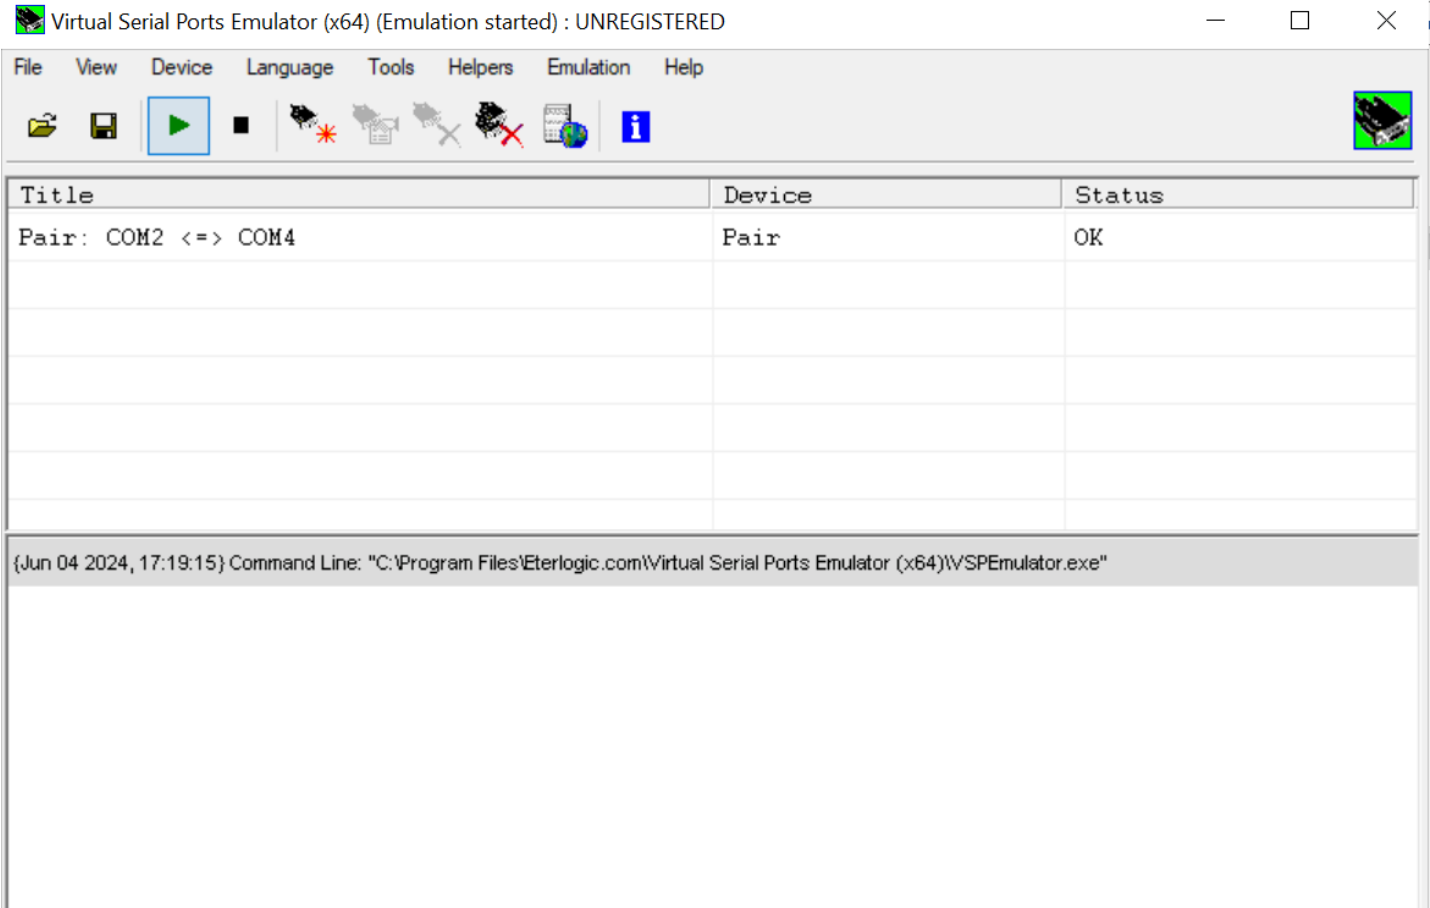 Virtual Serial Ports Emulator (x64) (Emulation started) : UNREGISTERED
File View Device Language Tools Helpers Emulation Help
i
Title Device Status
Pair: COM2 <=> COM4 Pair OK
{Jun 04 2024, 17:19:15} Command Line: "C:\Program Files\Eterlogic.com\Virtual Serial Ports Emulator (x64)\VSPEmulator.exe"